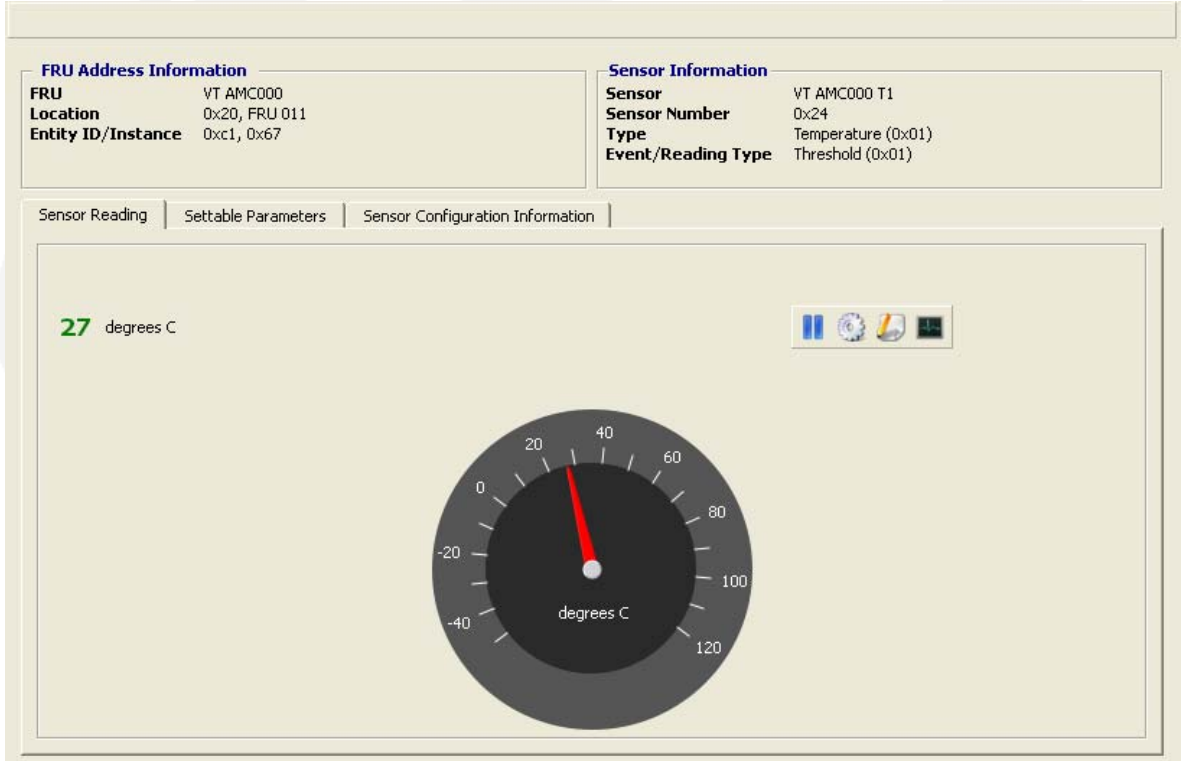 FRU Address Information
FRU VT AMC000
Location 0x20, FRU 011
Entity ID/Instance 0xc1, 0x67
Sensor Information
Sensor VT AMC000 T1
Sensor Number 0x24
Type Temperature (0x01)
Event/Reading Type Threshold (0x01)
Sensor Reading Settable Parameters Sensor Configuration Information
27 degrees C
-40
-20
0
20
40
60
80
100
120
degrees C